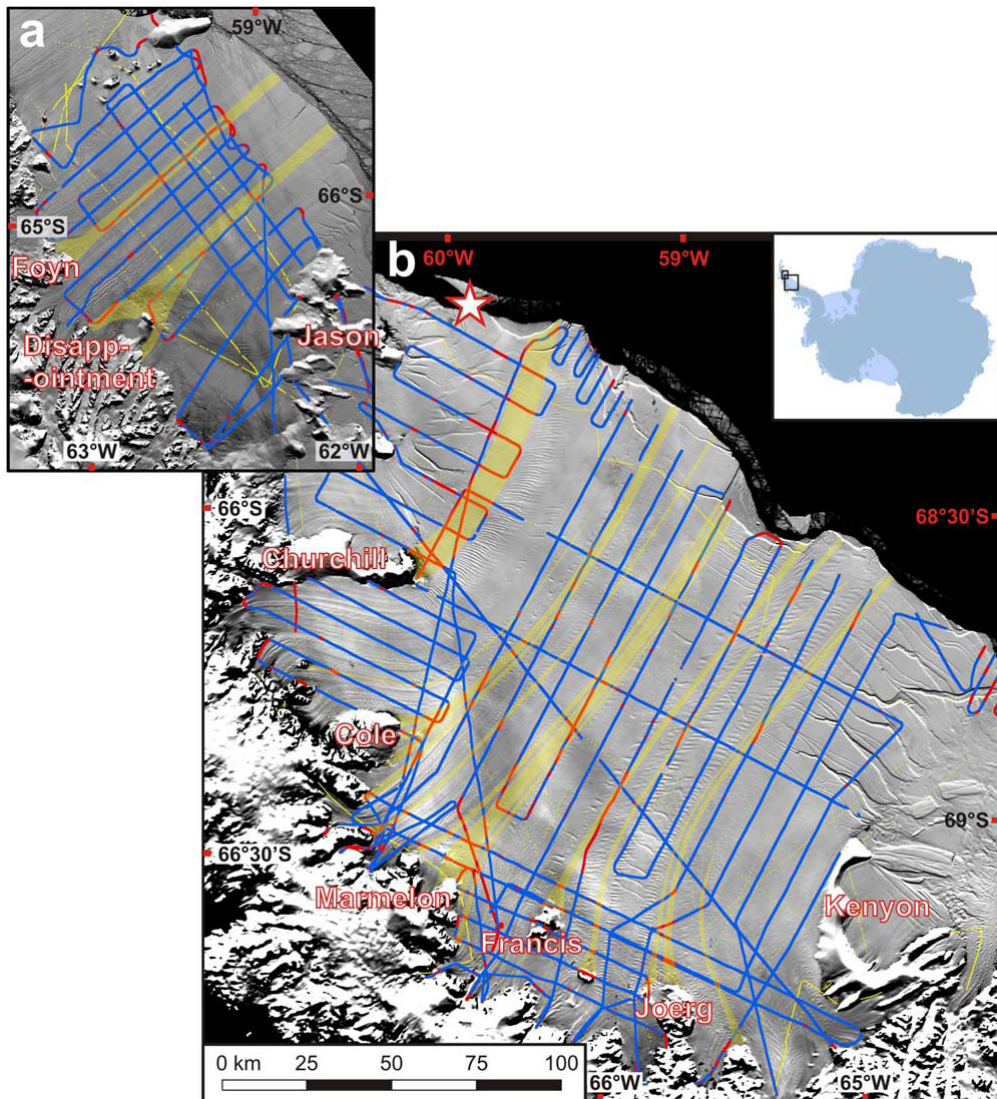 a
59°W
66°S
65°S
Foyn
Disapp-
-ointment
Jason
63°W
62°W
b
60°W
59°W
66°S
68°30'S
Churchill
Cole
66°30'S
69°S
Marmelon
Francis
Kenyon
Joerg
0 km 25 50 75 100
66°W
65°W